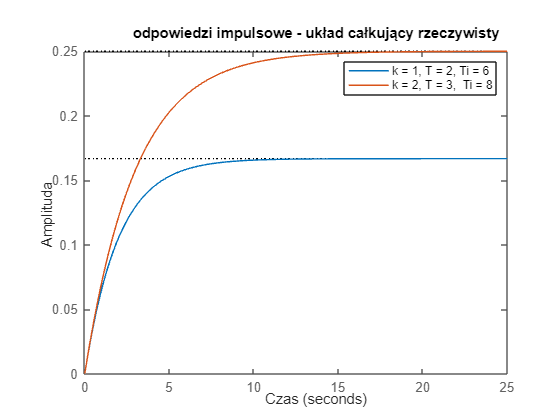 odpowiedzi impulsowe - układ całkujący rzeczywisty
k = 1, T = 2, Ti = 6
k = 2, T = 3,  Ti = 8
Amplituda
0.25
0.2
0.15
0.1
0.05
0
0
5
10
15
20
25
Czas (seconds)